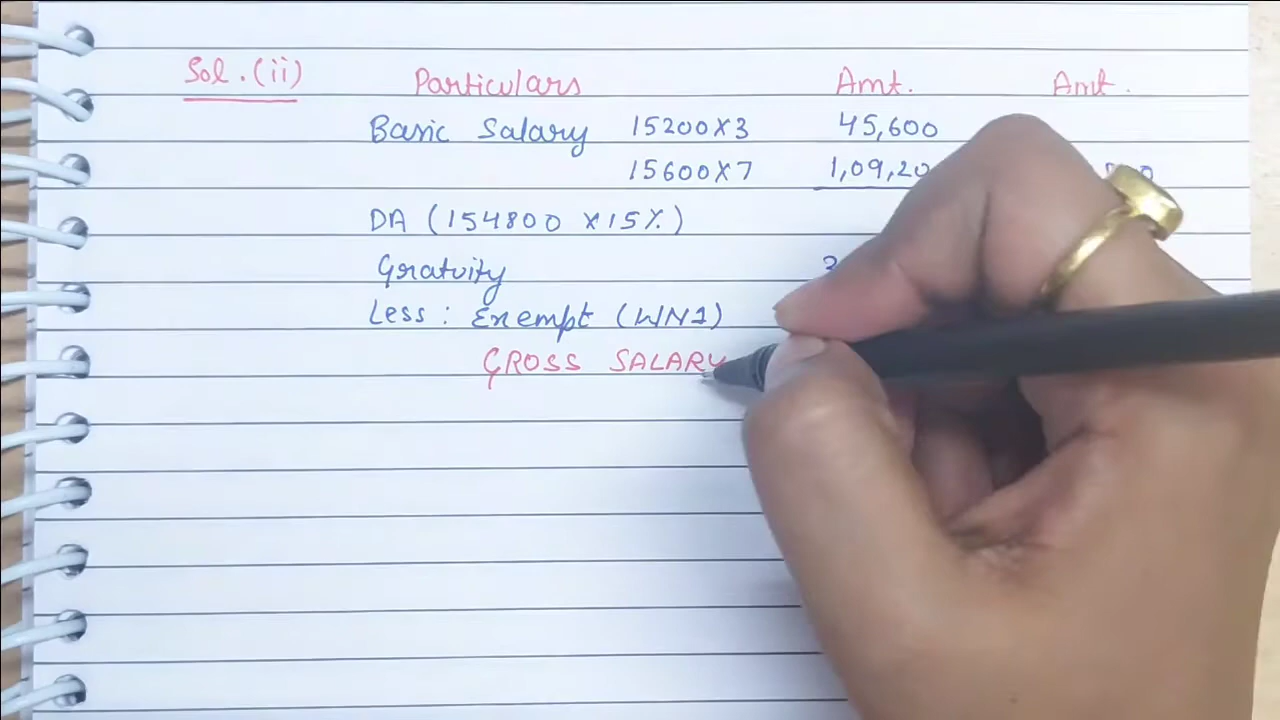 Sol.(ii) Particulars Amt. Amt.
Basic Salary 15200X3 45,600
15600X7
DA (154800 X15%)
Gratuity
Less : Exempt (WN1)
GROSS SALARY